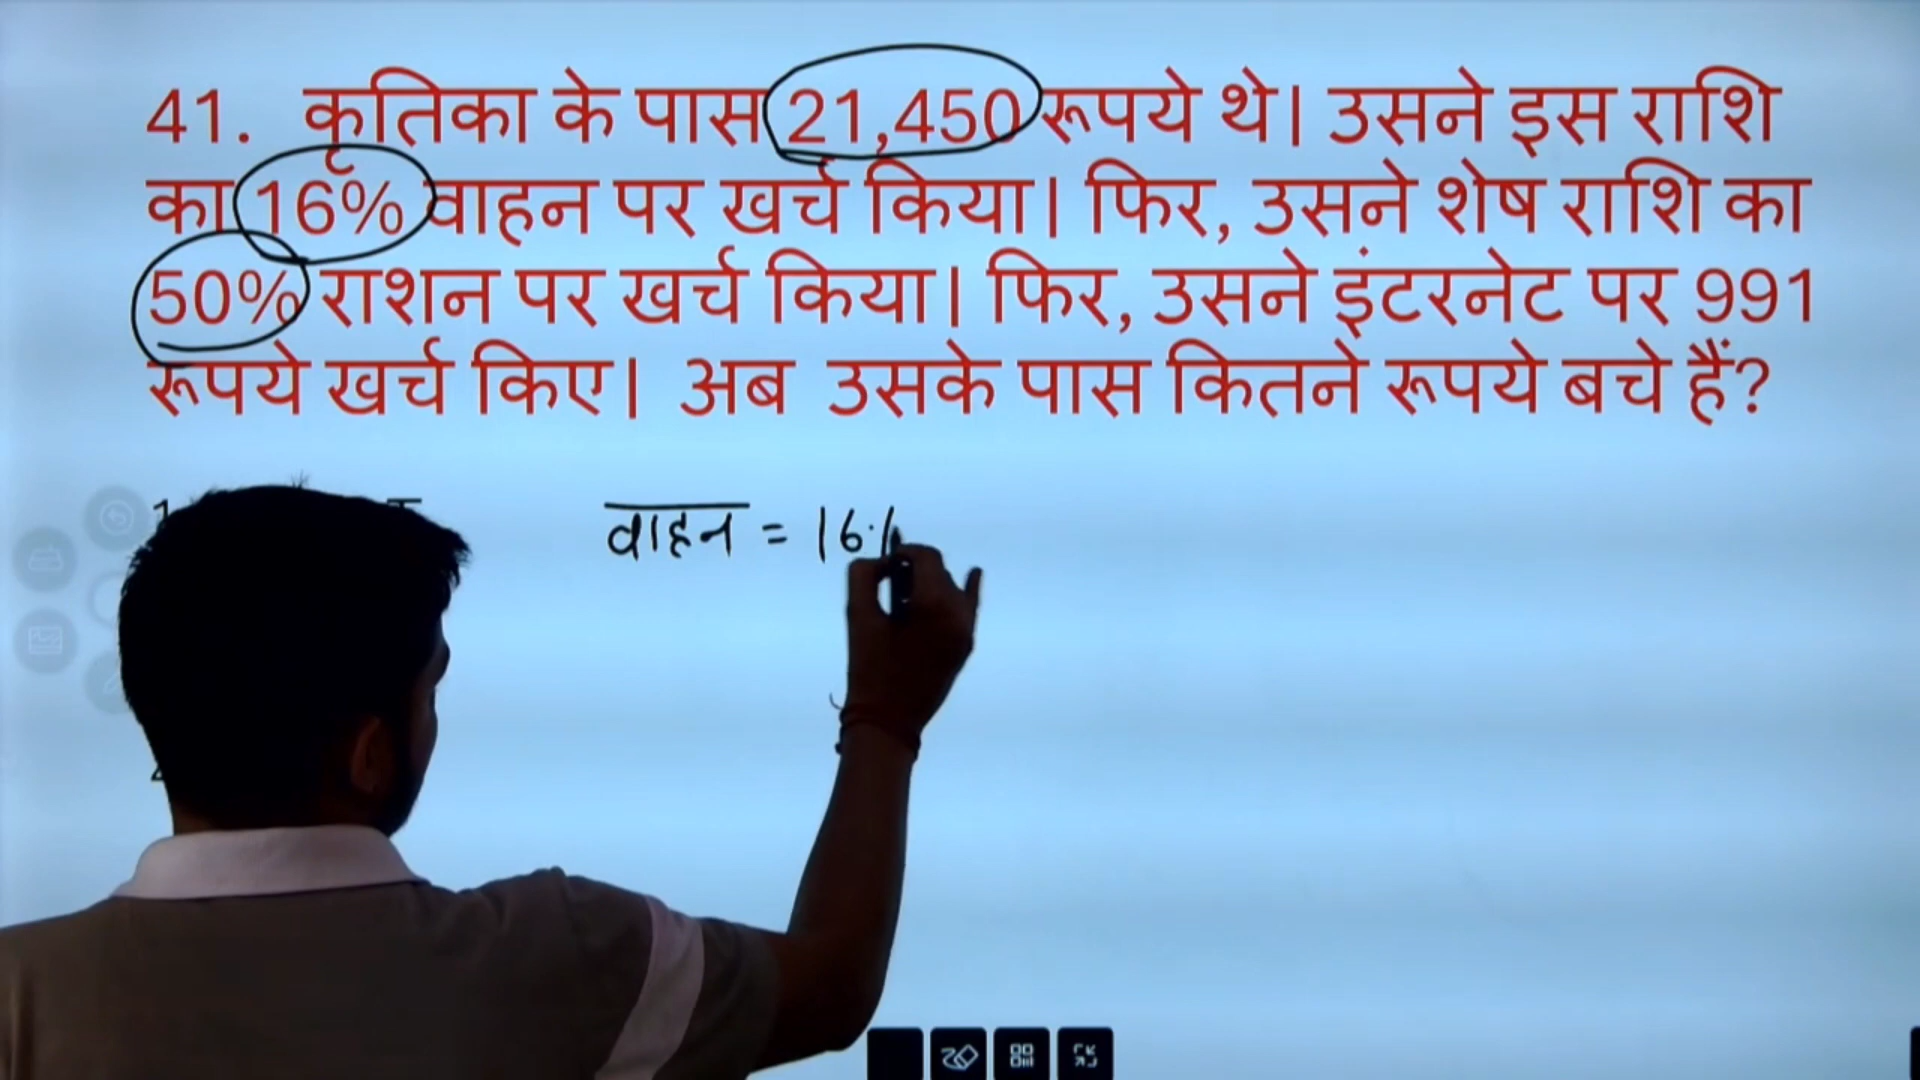 41. कृतिका के पास 21,450 रूपये थे। उसने इस राशि
का 16% वाहन पर खर्च किया। फिर, उसने शेष राशि का
50% राशन पर खर्च किया। फिर, उसने इंटरनेट पर 991
रूपये खर्च किए। अब उसके पास कितने रूपये बचे हैं?
वाहन = 16%